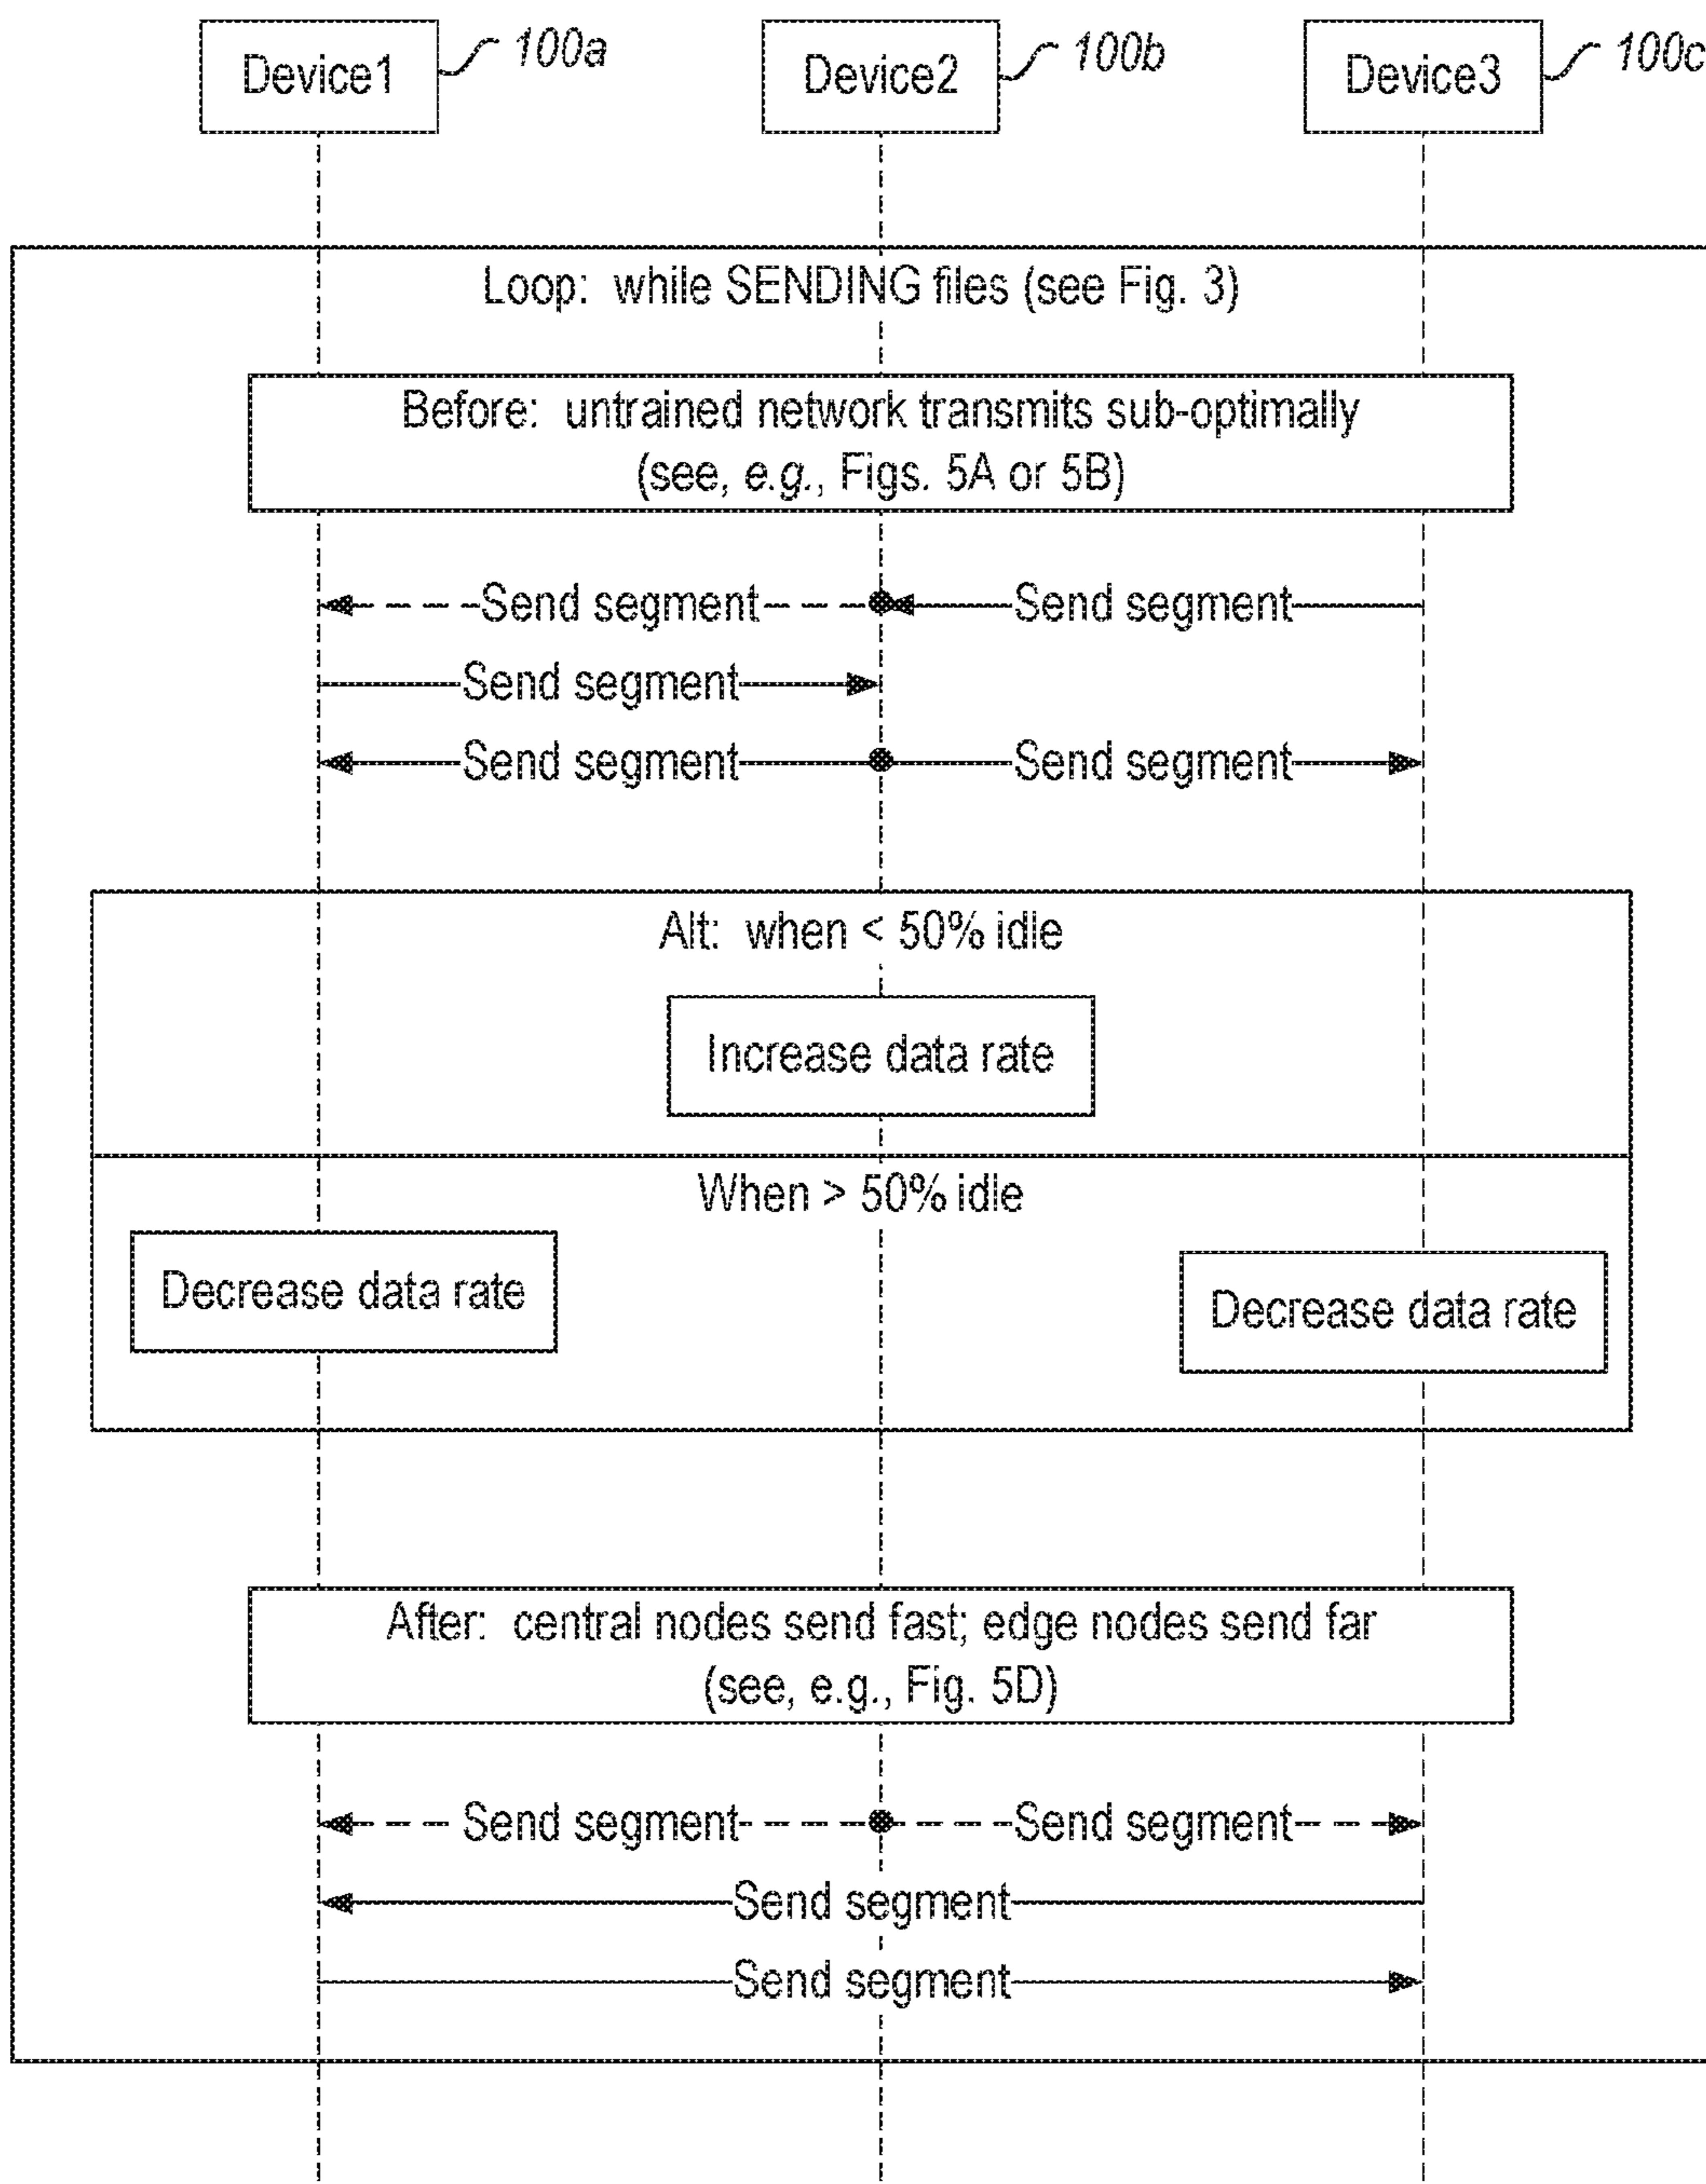 Device1 100a Device2 100b Device3 100c
Loop: while SENDING files (see Fig. 3)
Before: untrained network transmits sub-optimally
(see, e.g., Figs. 5A or 5B)
Send segment Send segment
Send segment
Send segment Send segment
Alt: when < 50% idle
Increase data rate
When > 50% idle
Decrease data rate
Decrease data rate
After: central nodes send fast; edge nodes send far
(see, e.g., Fig. 5D)
Send segment Send segment
Send segment
Send segment